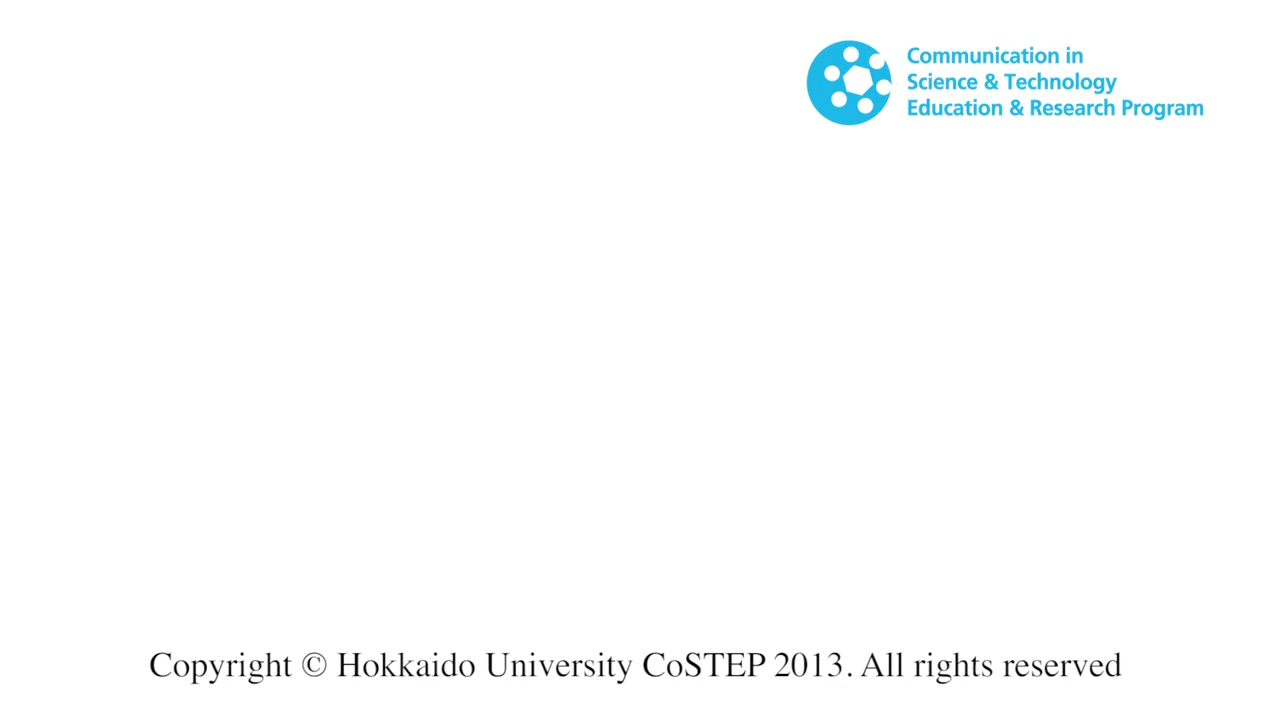 Communication in
Science & Technology
Education & Research Program
Copyright © Hokkaido University CoSTEP 2013. All rights reserved